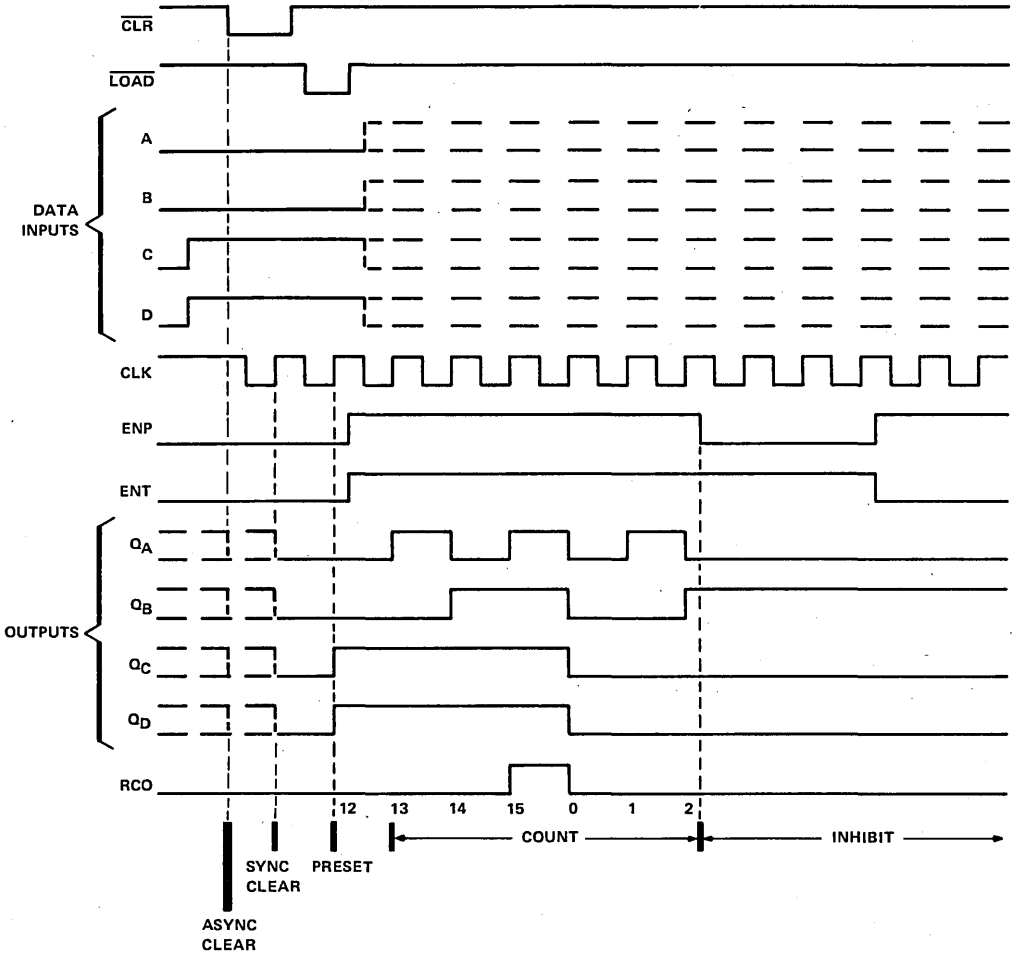 CLR
LOAD
A
B
DATA
INPUTS
C
D
CLK
ENP
ENT
QA
QB
OUTPUTS
QC
QD
RCO
12 13 14 15 0 1 2
COUNT
INHIBIT
SYNC
CLEAR
PRESET
ASYNC
CLEAR